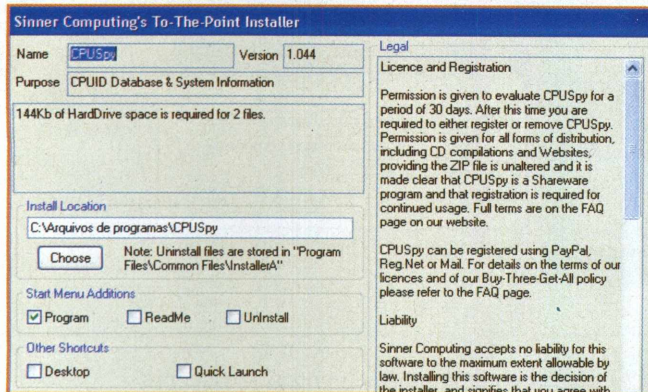 Sinner Computing's To-The-Point Installer
Name CPUSpy Version 1.044
Purpose CPUID Database & System Information
144Kb of HardDrive space is required for 2 files.
Install Location
C:\Arquivos de programas\CPUSpy
Choose
Note: Uninstall files are stored in "Program
Files\Common Files\InstallerA"
Start Menu Additions
Program ReadMe UnInstall
Other Shortcuts
Desktop Quick Launch
Legal
Licence and Registration
Permission is given to evaluate CPUSpy for a
period of 30 days. After this time you are
required to either register or remove CPUSpy.
Permission is given for all forms of distribution,
including CD compilations and Websites,
providing the ZIP file is unaltered and it is
made clear that CPUSpy is a Shareware
program and that registration is required for
continued usage. Full terms are on the FAQ
page on our website.
CPUSpy can be registered using PayPal,
Reg.Net or Mail. For details on the terms of our
licences and of our Buy-Three-Get-All policy
please refer to the FAQ page.
Liability
Sinner Computing accepts no liability for this
software to the maximum extent allowable by
law. Installing this software is the decision of
the installer, and signifies that you agree with